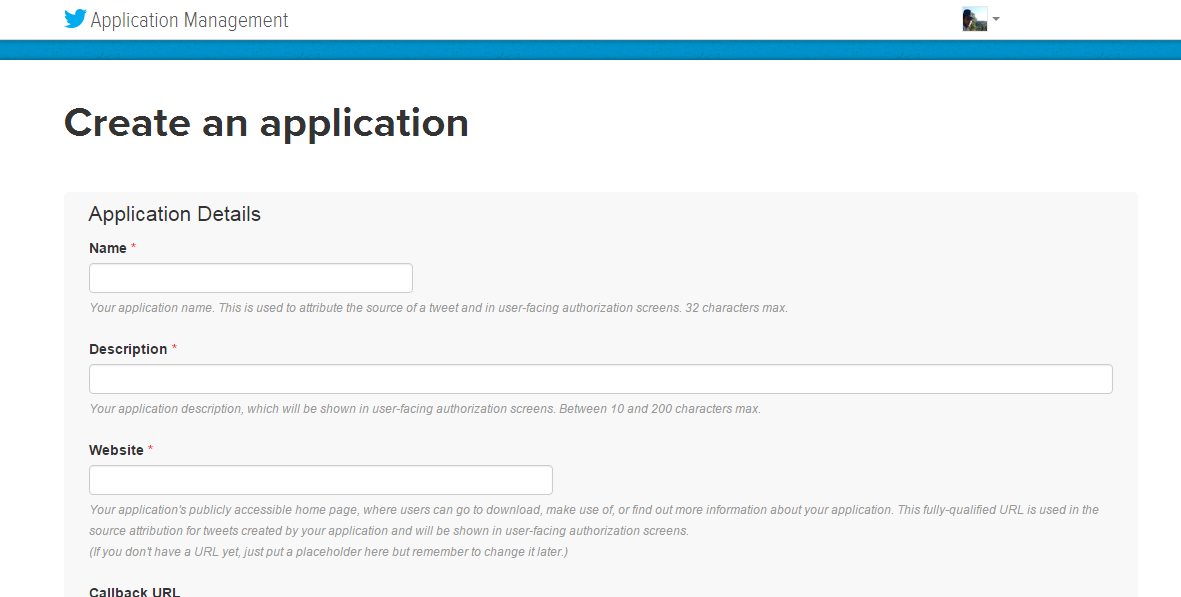 Application Management
Create an application
Application Details
Name *
Your application name. This is used to attribute the source of a tweet and in user-facing authorization screens. 32 characters max.
Description *
Your application description, which will be shown in user-facing authorization screens. Between 10 and 200 characters max.
Website *
Your application's publicly accessible home page, where users can go to download, make use of, or find out more information about your application. This fully-qualified URL is used in the
source attribution for tweets created by your application and will be shown in user-facing authorization screens.
(If you don't have a URL yet, just put a placeholder here but remember to change it later.)
Callback URL